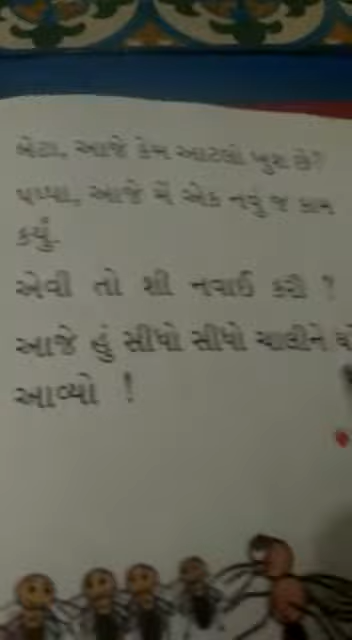 બેટા, આજે કેમ આટલો ખુશ છે?
પપ્પા, આજે મેં એક નવું જ કામ
કર્યું.
એવી તો શી નવાઈ કરી ?
આજે હું સીધો સીધો ચાલીને
આવ્યો !